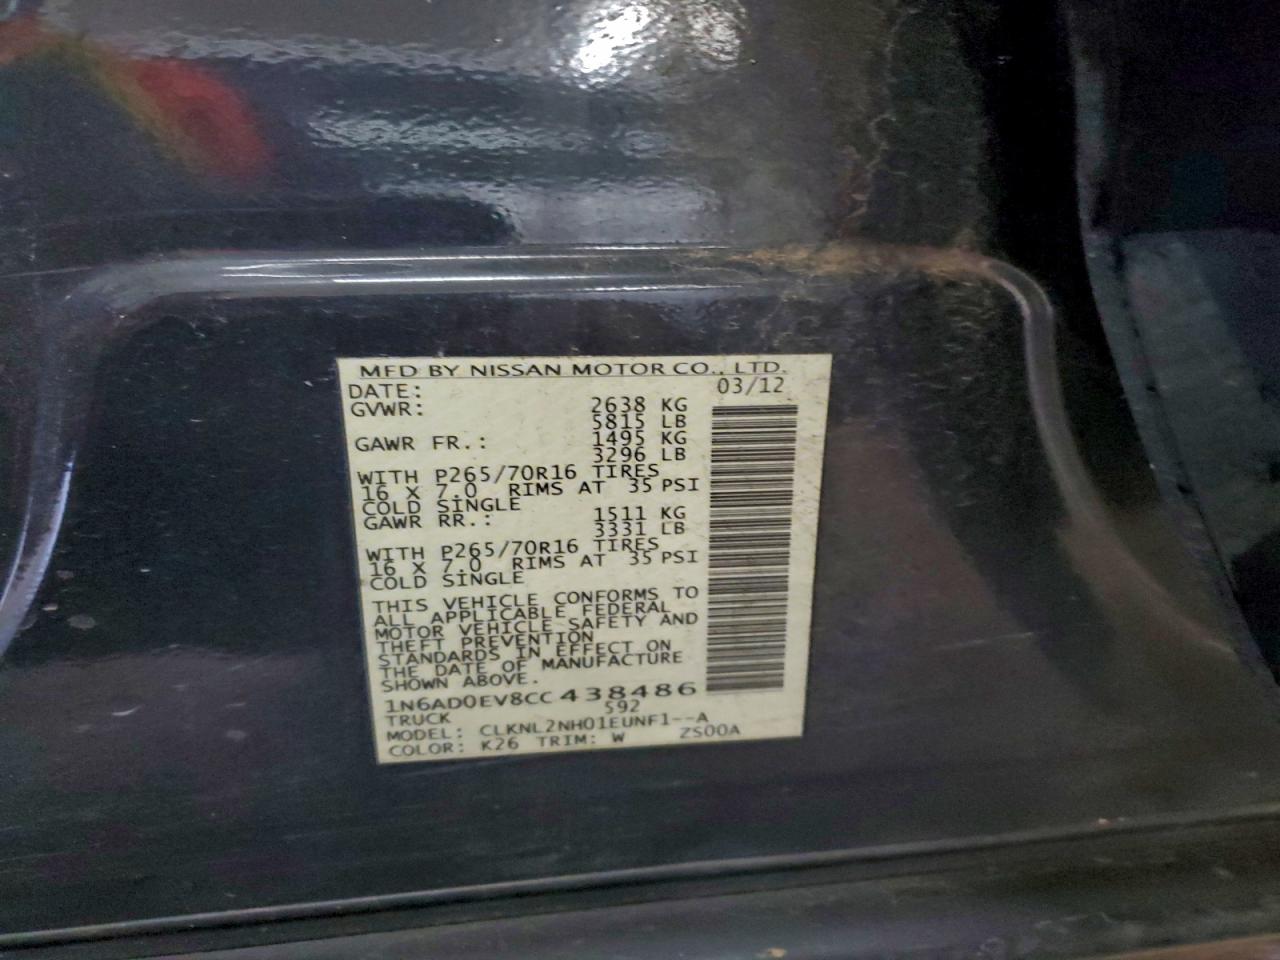 MFD BY NISSAN MOTOR CO., LTD.
DATE: 03/12
GVWR: 2638 KG
5815 LB
GAWR FR.: 1495 KG
3296 LB
WITH P265/70R16 TIRES
16 X 7.0 RIMS AT 35 PSI
COLD SINGLE
GAWR RR.: 1511 KG
3331 LB
WITH P265/70R16 TIRES
16 X 7.0 RIMS AT 35 PSI
COLD SINGLE
THIS VEHICLE CONFORMS TO
ALL APPLICABLE FEDERAL
MOTOR VEHICLE SAFETY AND
THEFT PREVENTION
STANDARDS IN EFFECT ON
THE DATE OF MANUFACTURE
SHOWN ABOVE.
1N6AD0EV8CC438486
TRUCK 592
MODEL: CLKNL2NH01EUNF1--A
COLOR: K26 TRIM: W ZS00A